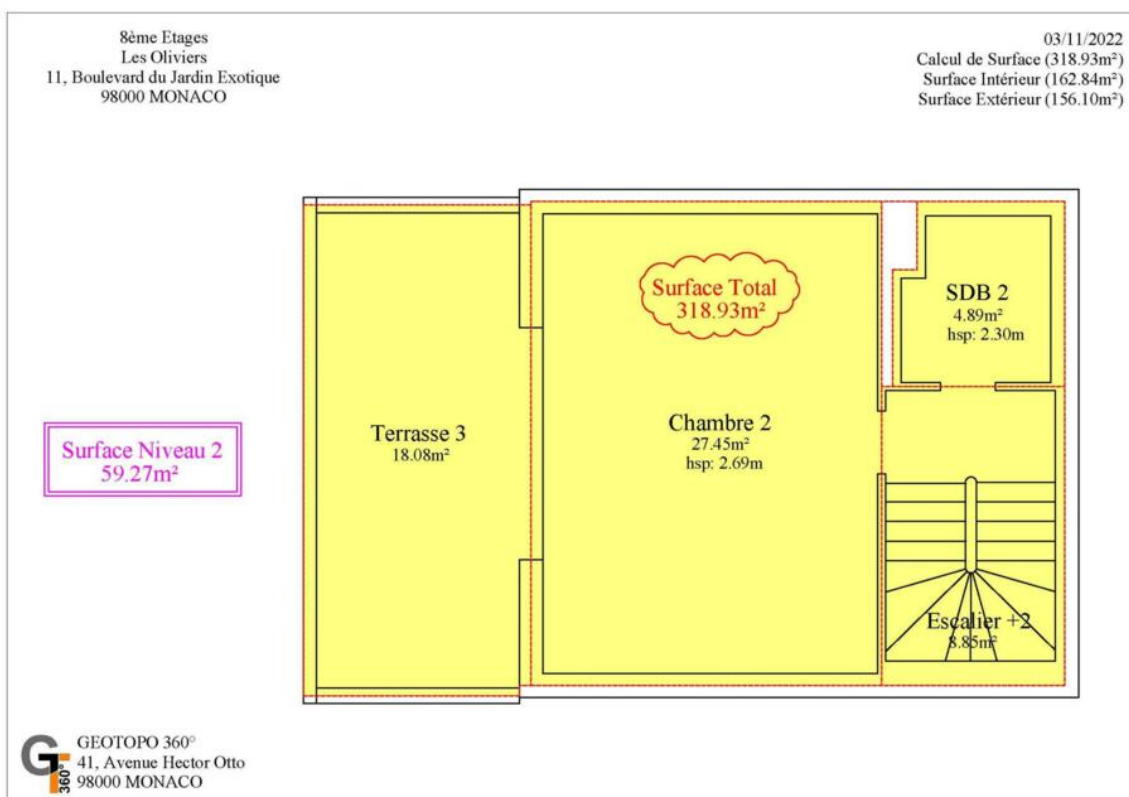 8ème Etages
Les Oliviers
11, Boulevard du Jardin Exotique
98000 MONACO
03/11/2022
Calcul de Surface (318.93m²)
Surface Intérieur (162.84m²)
Surface Extérieur (156.10m²)
Surface Total
318.93m²
SDB 2
4.89m²
hsp: 2.30m
Terrasse 3
18.08m²
Chambre 2
27.45m²
hsp: 2.69m
Surface Niveau 2
59.27m²
Escalier +2
8.85m²
GT
360°
GEOTOPO 360°
41, Avenue Hector Otto
98000 MONACO